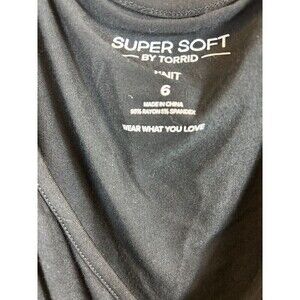 SUPER SOFT
BY TORRID
KNIT
6
MADE IN CHINA
95% RAYON 5% SPANDEX
WEAR WHAT YOU LOVE